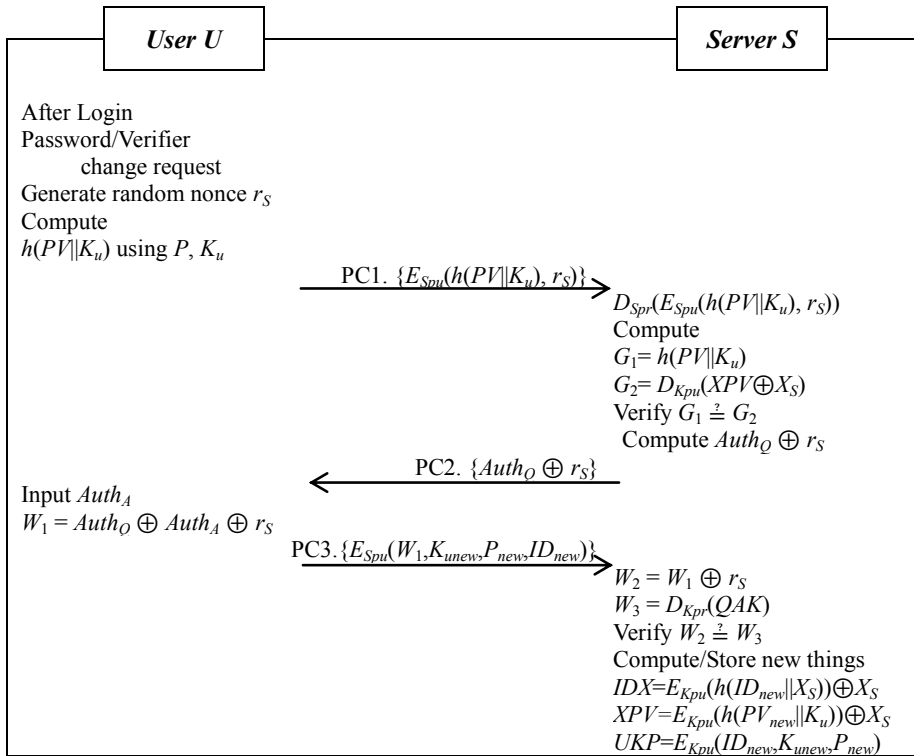 User U
Server S
After Login
Password/Verifier
change request
Generate random nonce r_S
Compute
h(PV||K_u) using P, K_u
PC1. {E_Spu(h(PV||K_u), r_S)}
D_Spr(E_Spu(h(PV||K_u), r_S))
Compute
G_1= h(PV||K_u)
G_2= D_Kpu(XPV⊕X_S)
Verify G_1 ≟ G_2
Compute Auth_Q ⊕ r_S
PC2. {Auth_Q ⊕ r_S}
Input Auth_A
W_1 = Auth_Q ⊕ Auth_A ⊕ r_S
PC3.{E_Spu(W_1,K_unew,P_new,ID_new)}
W_2 = W_1 ⊕ r_S
W_3 = D_Kpr(QAK)
Verify W_2 ≟ W_3
Compute/Store new things
IDX=E_Kpu(h(ID_new||X_S))⊕X_S
XPV=E_Kpu(h(PV_new||K_u))⊕X_S
UKP=E_Kpu(ID_new,K_unew,P_new)